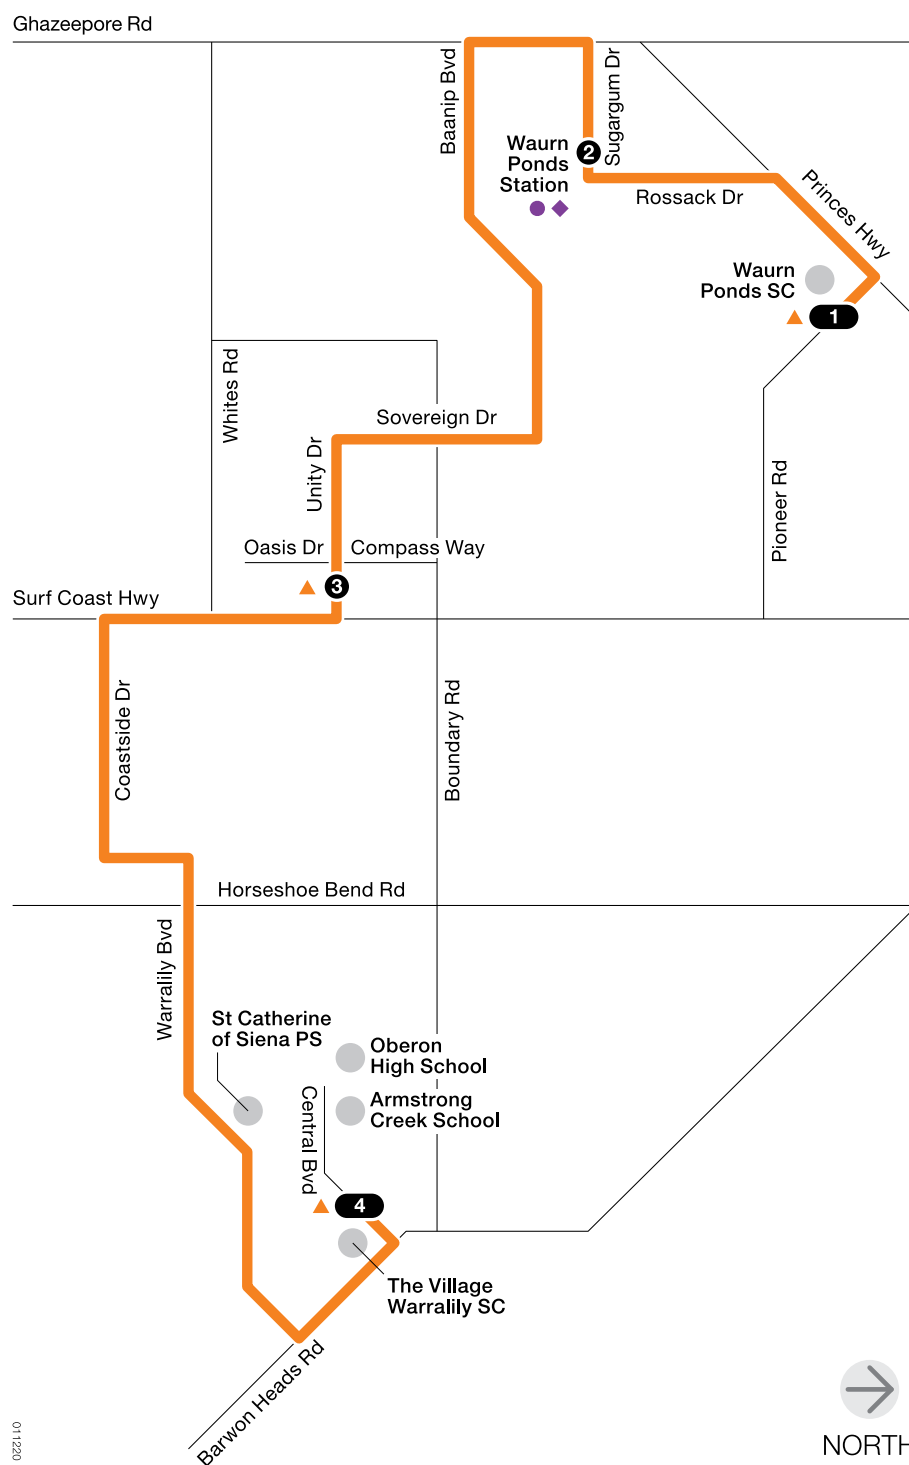 Ghazeepore Rd
Baanip Bvd
Sugargum Dr
Waurn
Ponds
Station
2
Rossack Dr
Princes Hwy
Waurn
Ponds SC
1
Whites Rd
Sovereign Dr
Unity Dr
Pioneer Rd
Oasis Dr
Compass Way
3
Surf Coast Hwy
Coastside Dr
Boundary Rd
Horseshoe Bend Rd
Warralily Bvd
St Catherine
of Siena PS
Oberon
High School
Central Bvd
Armstrong
Creek School
4
The Village
Warralily SC
Barwon Heads Rd
NORTH
011220